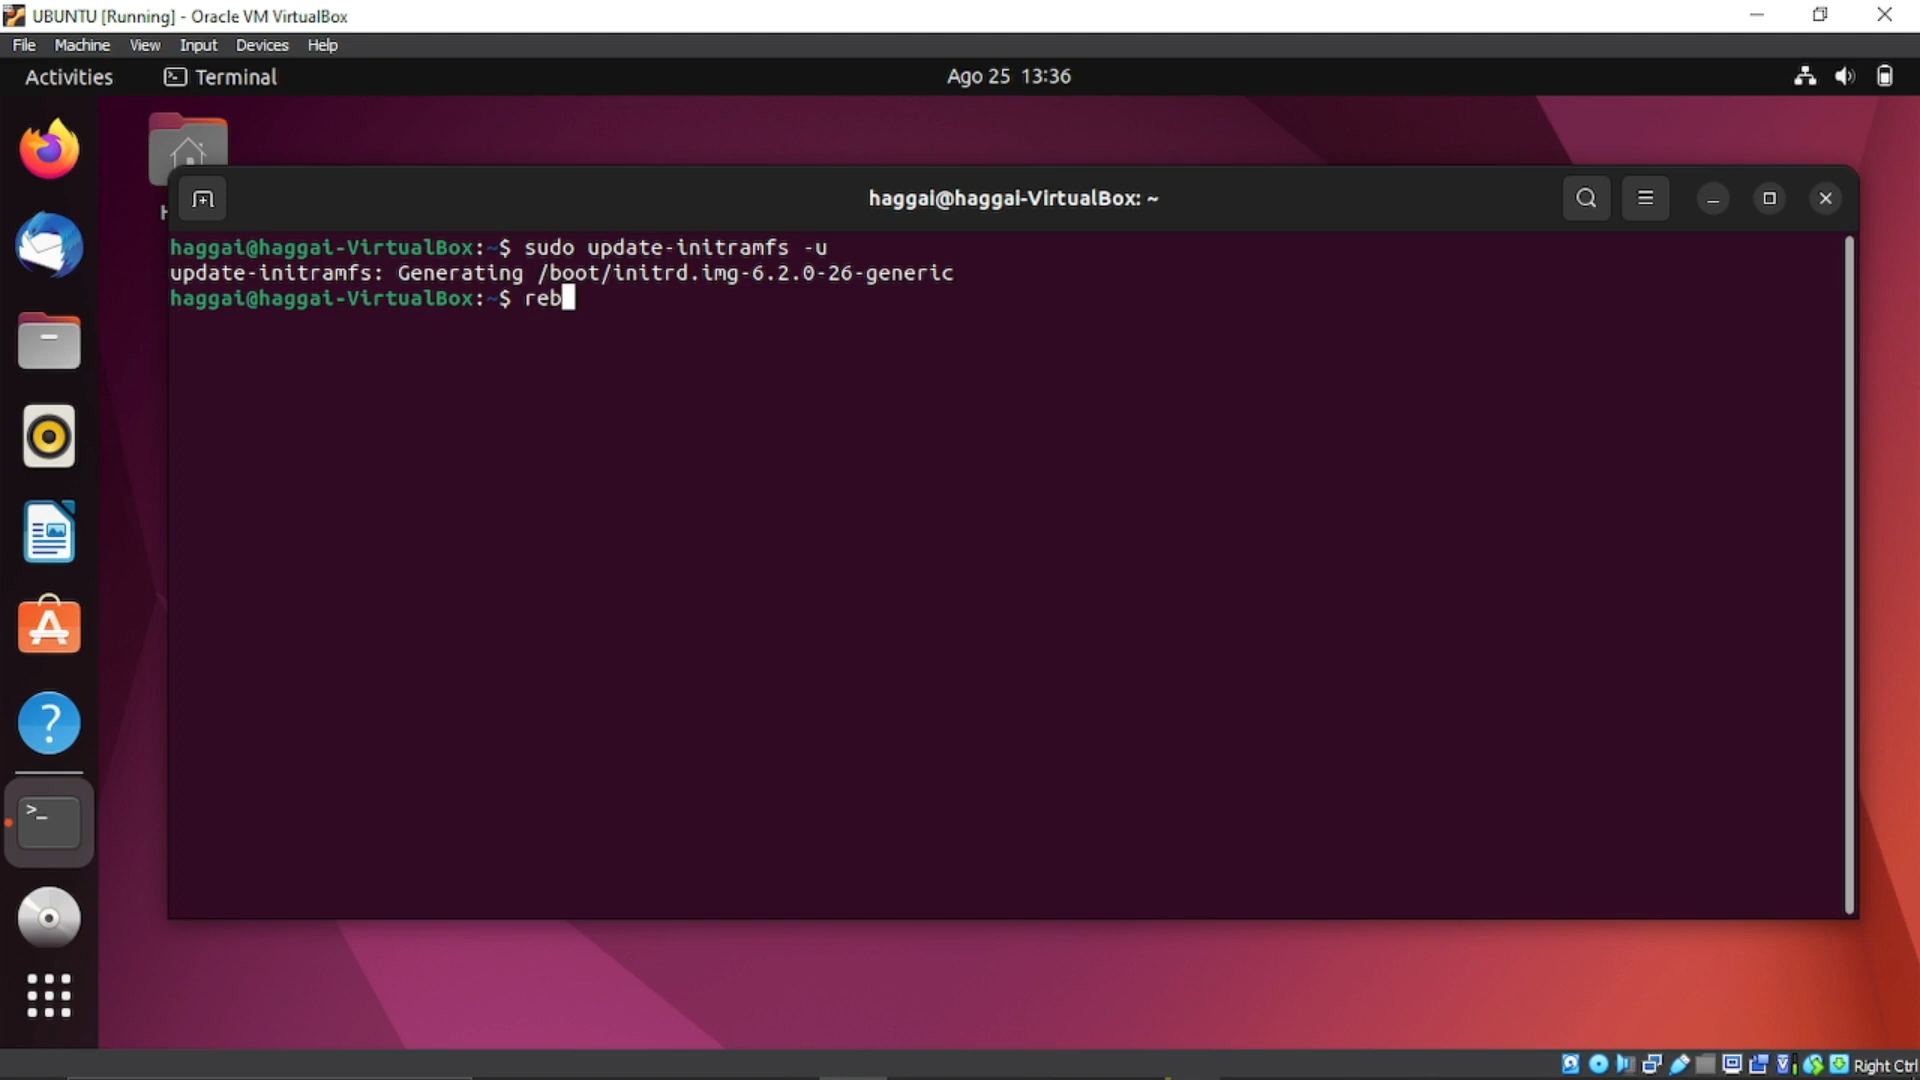 UBUNTU [Running] - Oracle VM VirtualBox
File Machine View Input Devices Help
Activities Terminal Ago 25 13:36
haggai@haggai-VirtualBox: ~
haggai@haggai-VirtualBox:~$ sudo update-initramfs -u
update-initramfs: Generating /boot/initrd.img-6.2.0-26-generic
haggai@haggai-VirtualBox:~$ reb
Right Ctrl